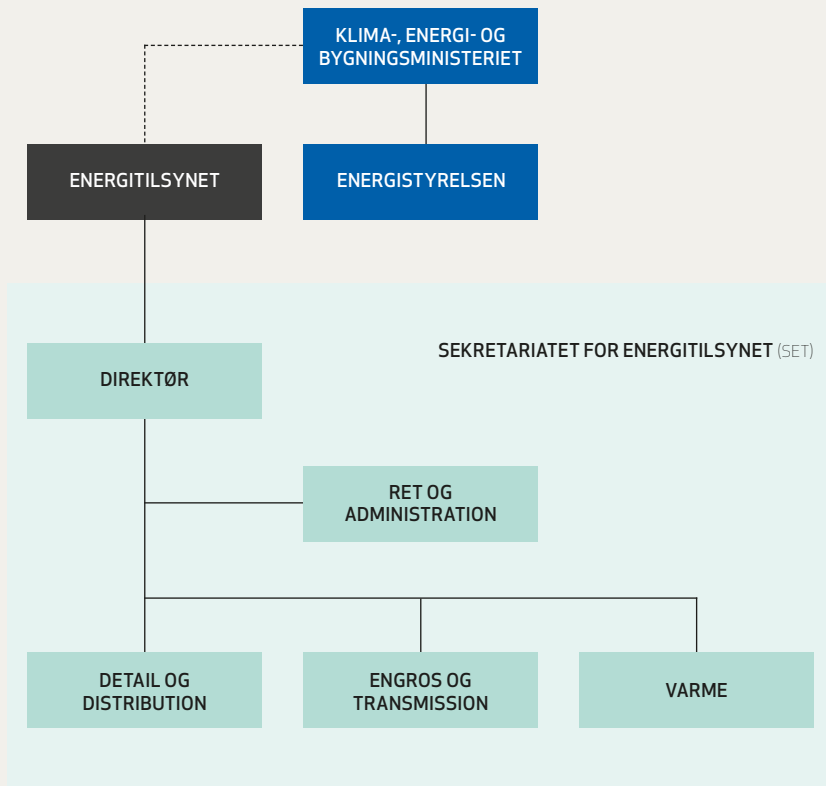 KLIMA-, ENERGI- OG
BYGNINGSMINISTERIET
ENERGITILSYNET
ENERGISTYRELSEN
SEKRETARIATET FOR ENERGITILSYNET (SET)
DIREKTØR
RET OG
ADMINISTRATION
DETAIL OG
DISTRIBUTION
ENGROS OG
TRANSMISSION
VARME